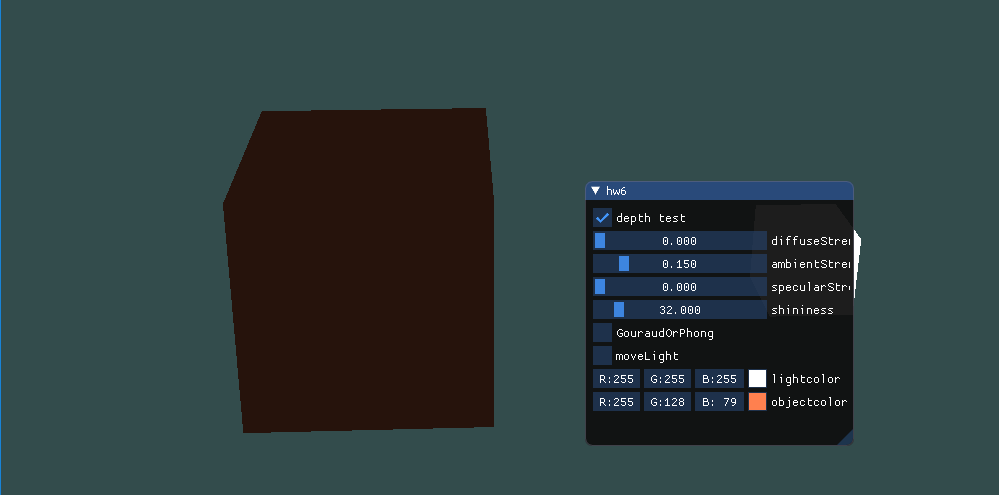 hw6
depth test
0.000 diffuseStren
0.150 ambientStren
0.000 specularStre
32.000 shininess
GouraudOrPhong
moveLight
R:255 G:255 B:255 lightcolor
R:255 G:128 B: 79 objectcolor